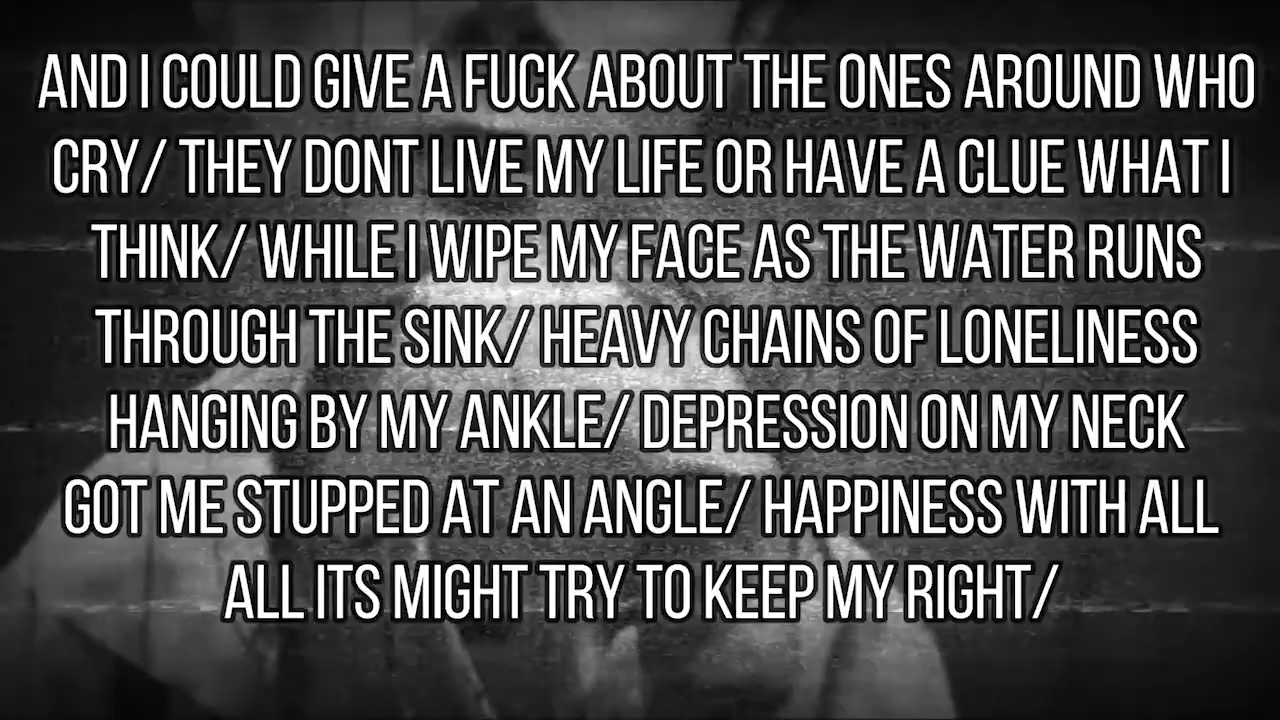 AND I COULD GIVE A FUCK ABOUT THE ONES AROUND WHO
CRY/ THEY DONT LIVE MY LIFE OR HAVE A CLUE WHAT I
THINK/ WHILE I WIPE MY FACE AS THE WATER RUNS
THROUGH THE SINK/ HEAVY CHAINS OF LONELINESS
HANGING BY MY ANKLE/ DEPRESSION ON MY NECK
GOT ME STUPPED AT AN ANGLE/ HAPPINESS WITH ALL
ALL ITS MIGHT TRY TO KEEP MY RIGHT/